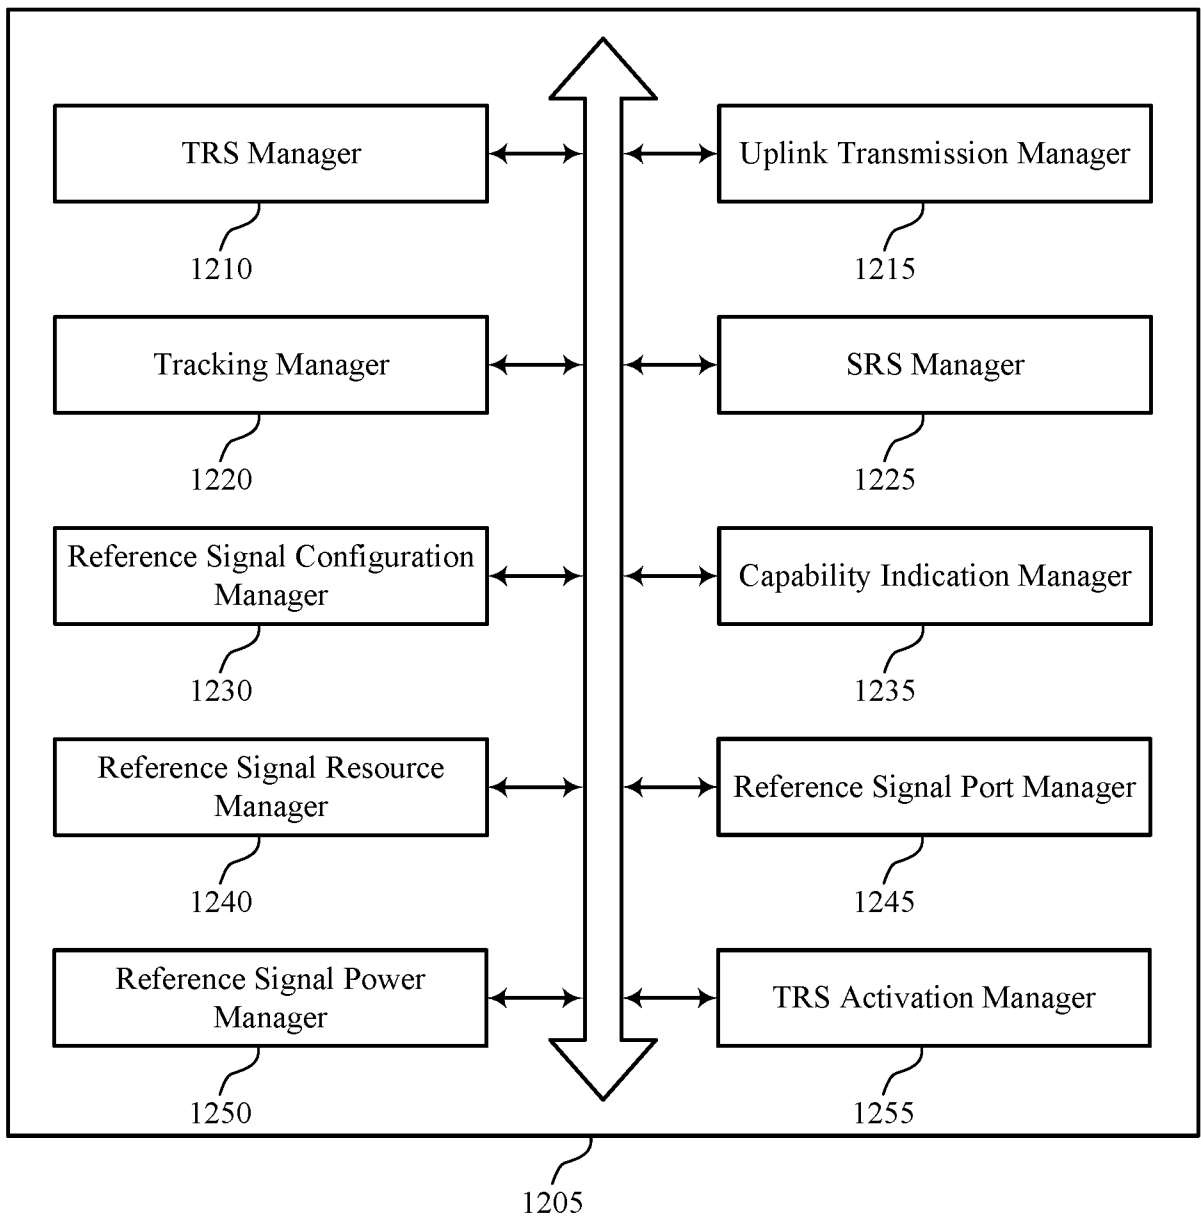 TRS Manager
Uplink Transmission Manager
1210
1215
Tracking Manager
SRS Manager
1220
1225
Reference Signal Configuration
Manager
Capability Indication Manager
1230
1235
Reference Signal Resource
Manager
Reference Signal Port Manager
1240
1245
Reference Signal Power
Manager
TRS Activation Manager
1250
1255
1205